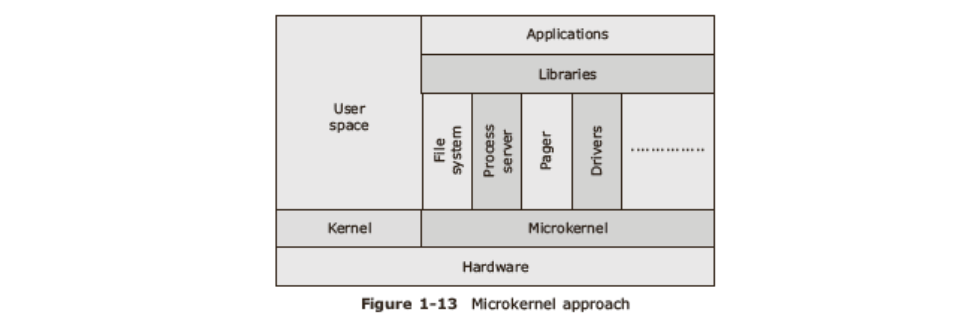 Applications
Libraries
User
space
File
system
Process
server
Pager
Drivers
..............
Kernel
Microkernel
Hardware
Figure 1-13 Microkernel approach